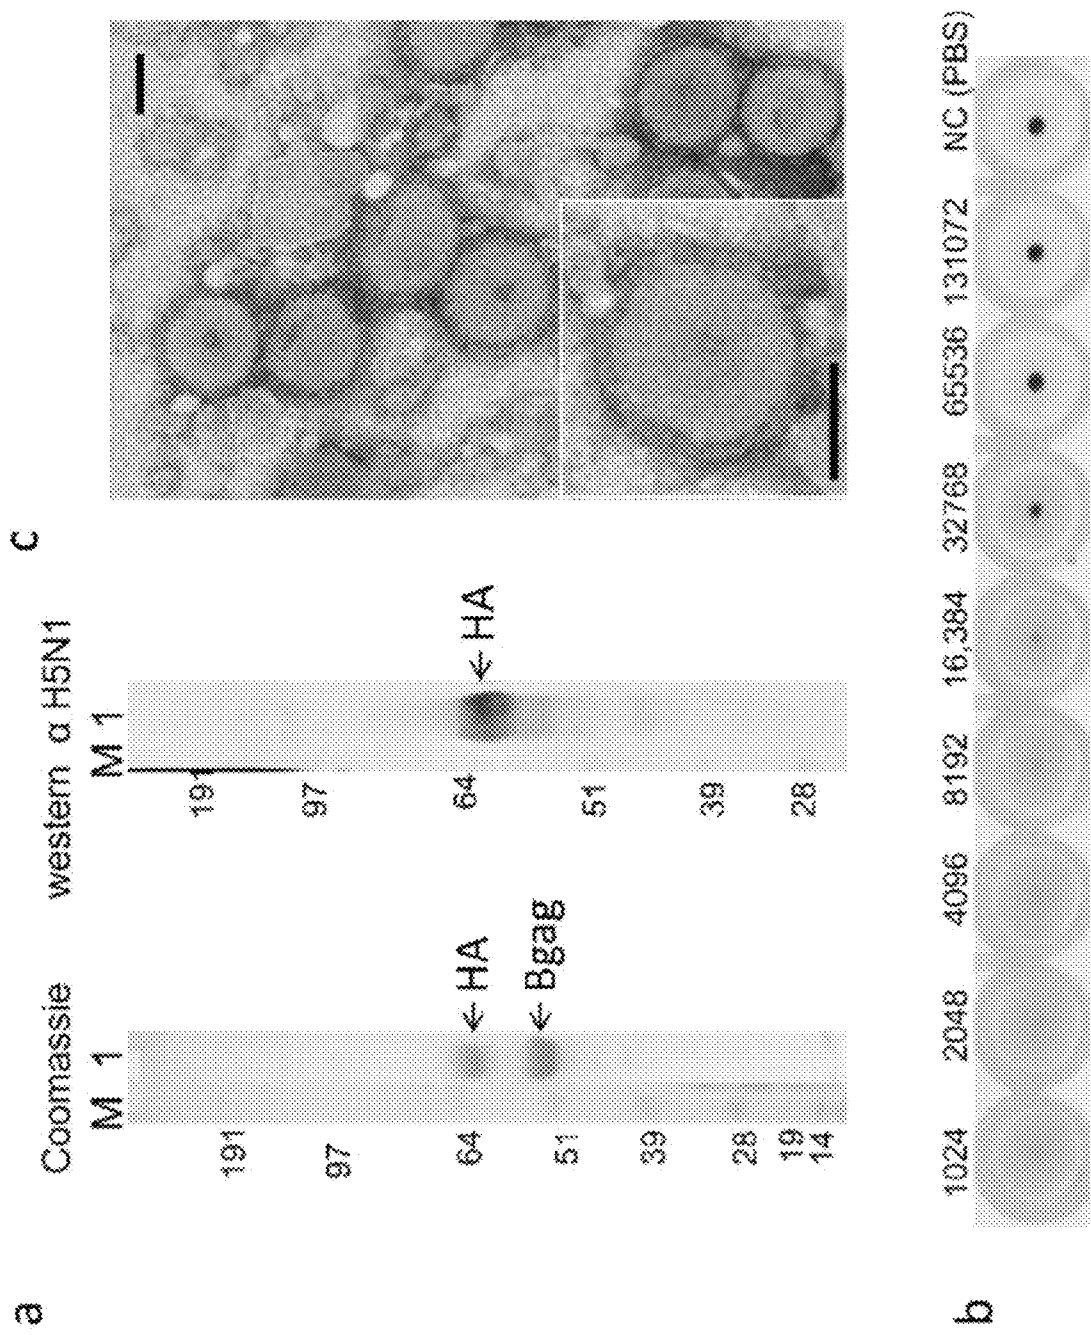 a
Coomassie
M 1
191
97
64
51
39
28
19
14
HA
Bgag
western α H5N1
M 1
191
97
64
51
39
28
HA
c
b
1024 2048 4096 8192 16,384 32768 65536 131072 NC (PBS)